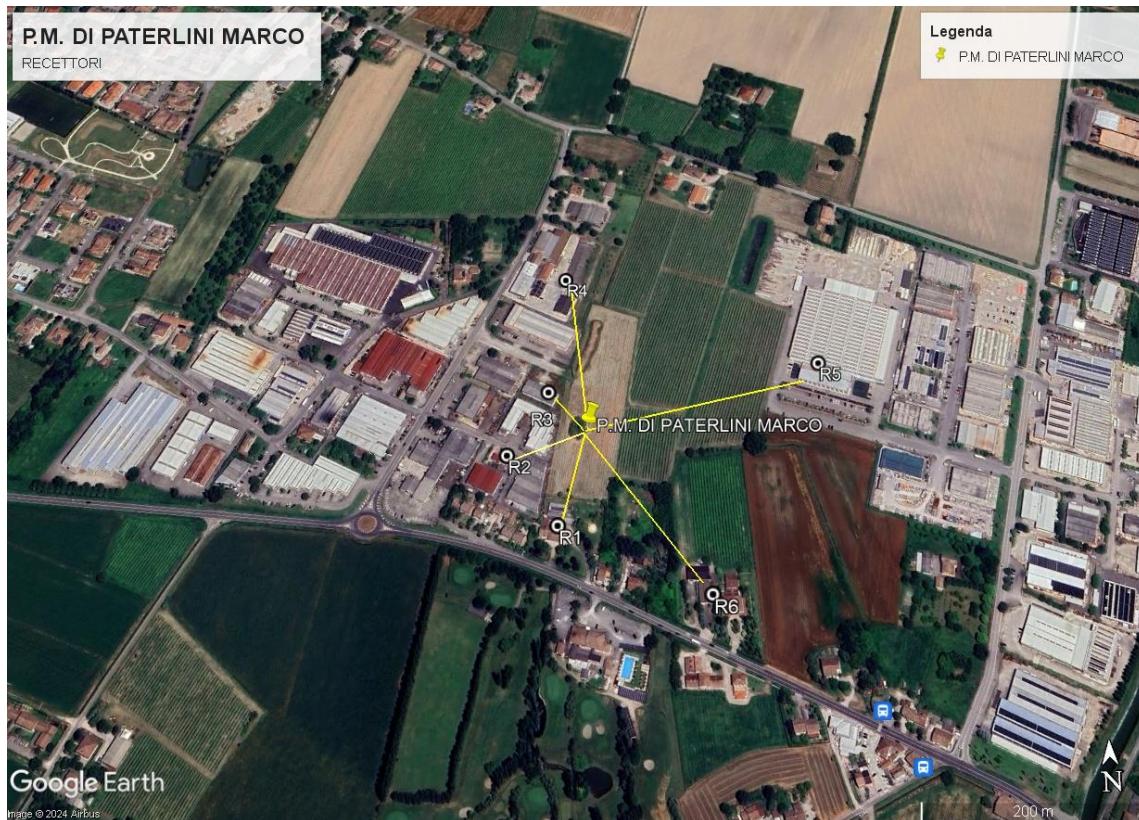 P.M. DI PATERLINI MARCO
RECETTORI
Legenda
P.M. DI PATERLINI MARCO
R4
R5
R3
P.M. DI PATERLINI MARCO
R2
R1
R6
Google Earth
N
Image © 2024 Airbus
200 m